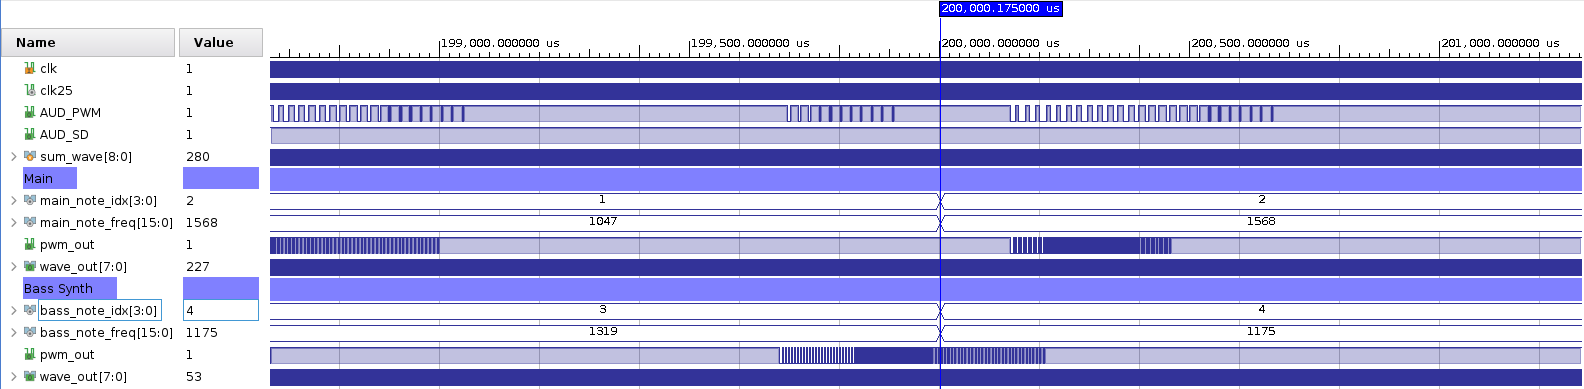 200,000.175000 us
Name Value
199,000.000000 us 199,500.000000 us 200,000.000000 us 200,500.000000 us 201,000.000000 us
clk 1
clk25 1
AUD_PWM 1
AUD_SD 1
sum_wave[8:0] 280
Main
main_note_idx[3:0] 2 1 2
main_note_freq[15:0] 1568 1047 1568
pwm_out 1
wave_out[7:0] 227
Bass Synth
bass_note_idx[3:0] 4 3 4
bass_note_freq[15:0] 1175 1319 1175
pwm_out 1
wave_out[7:0] 53